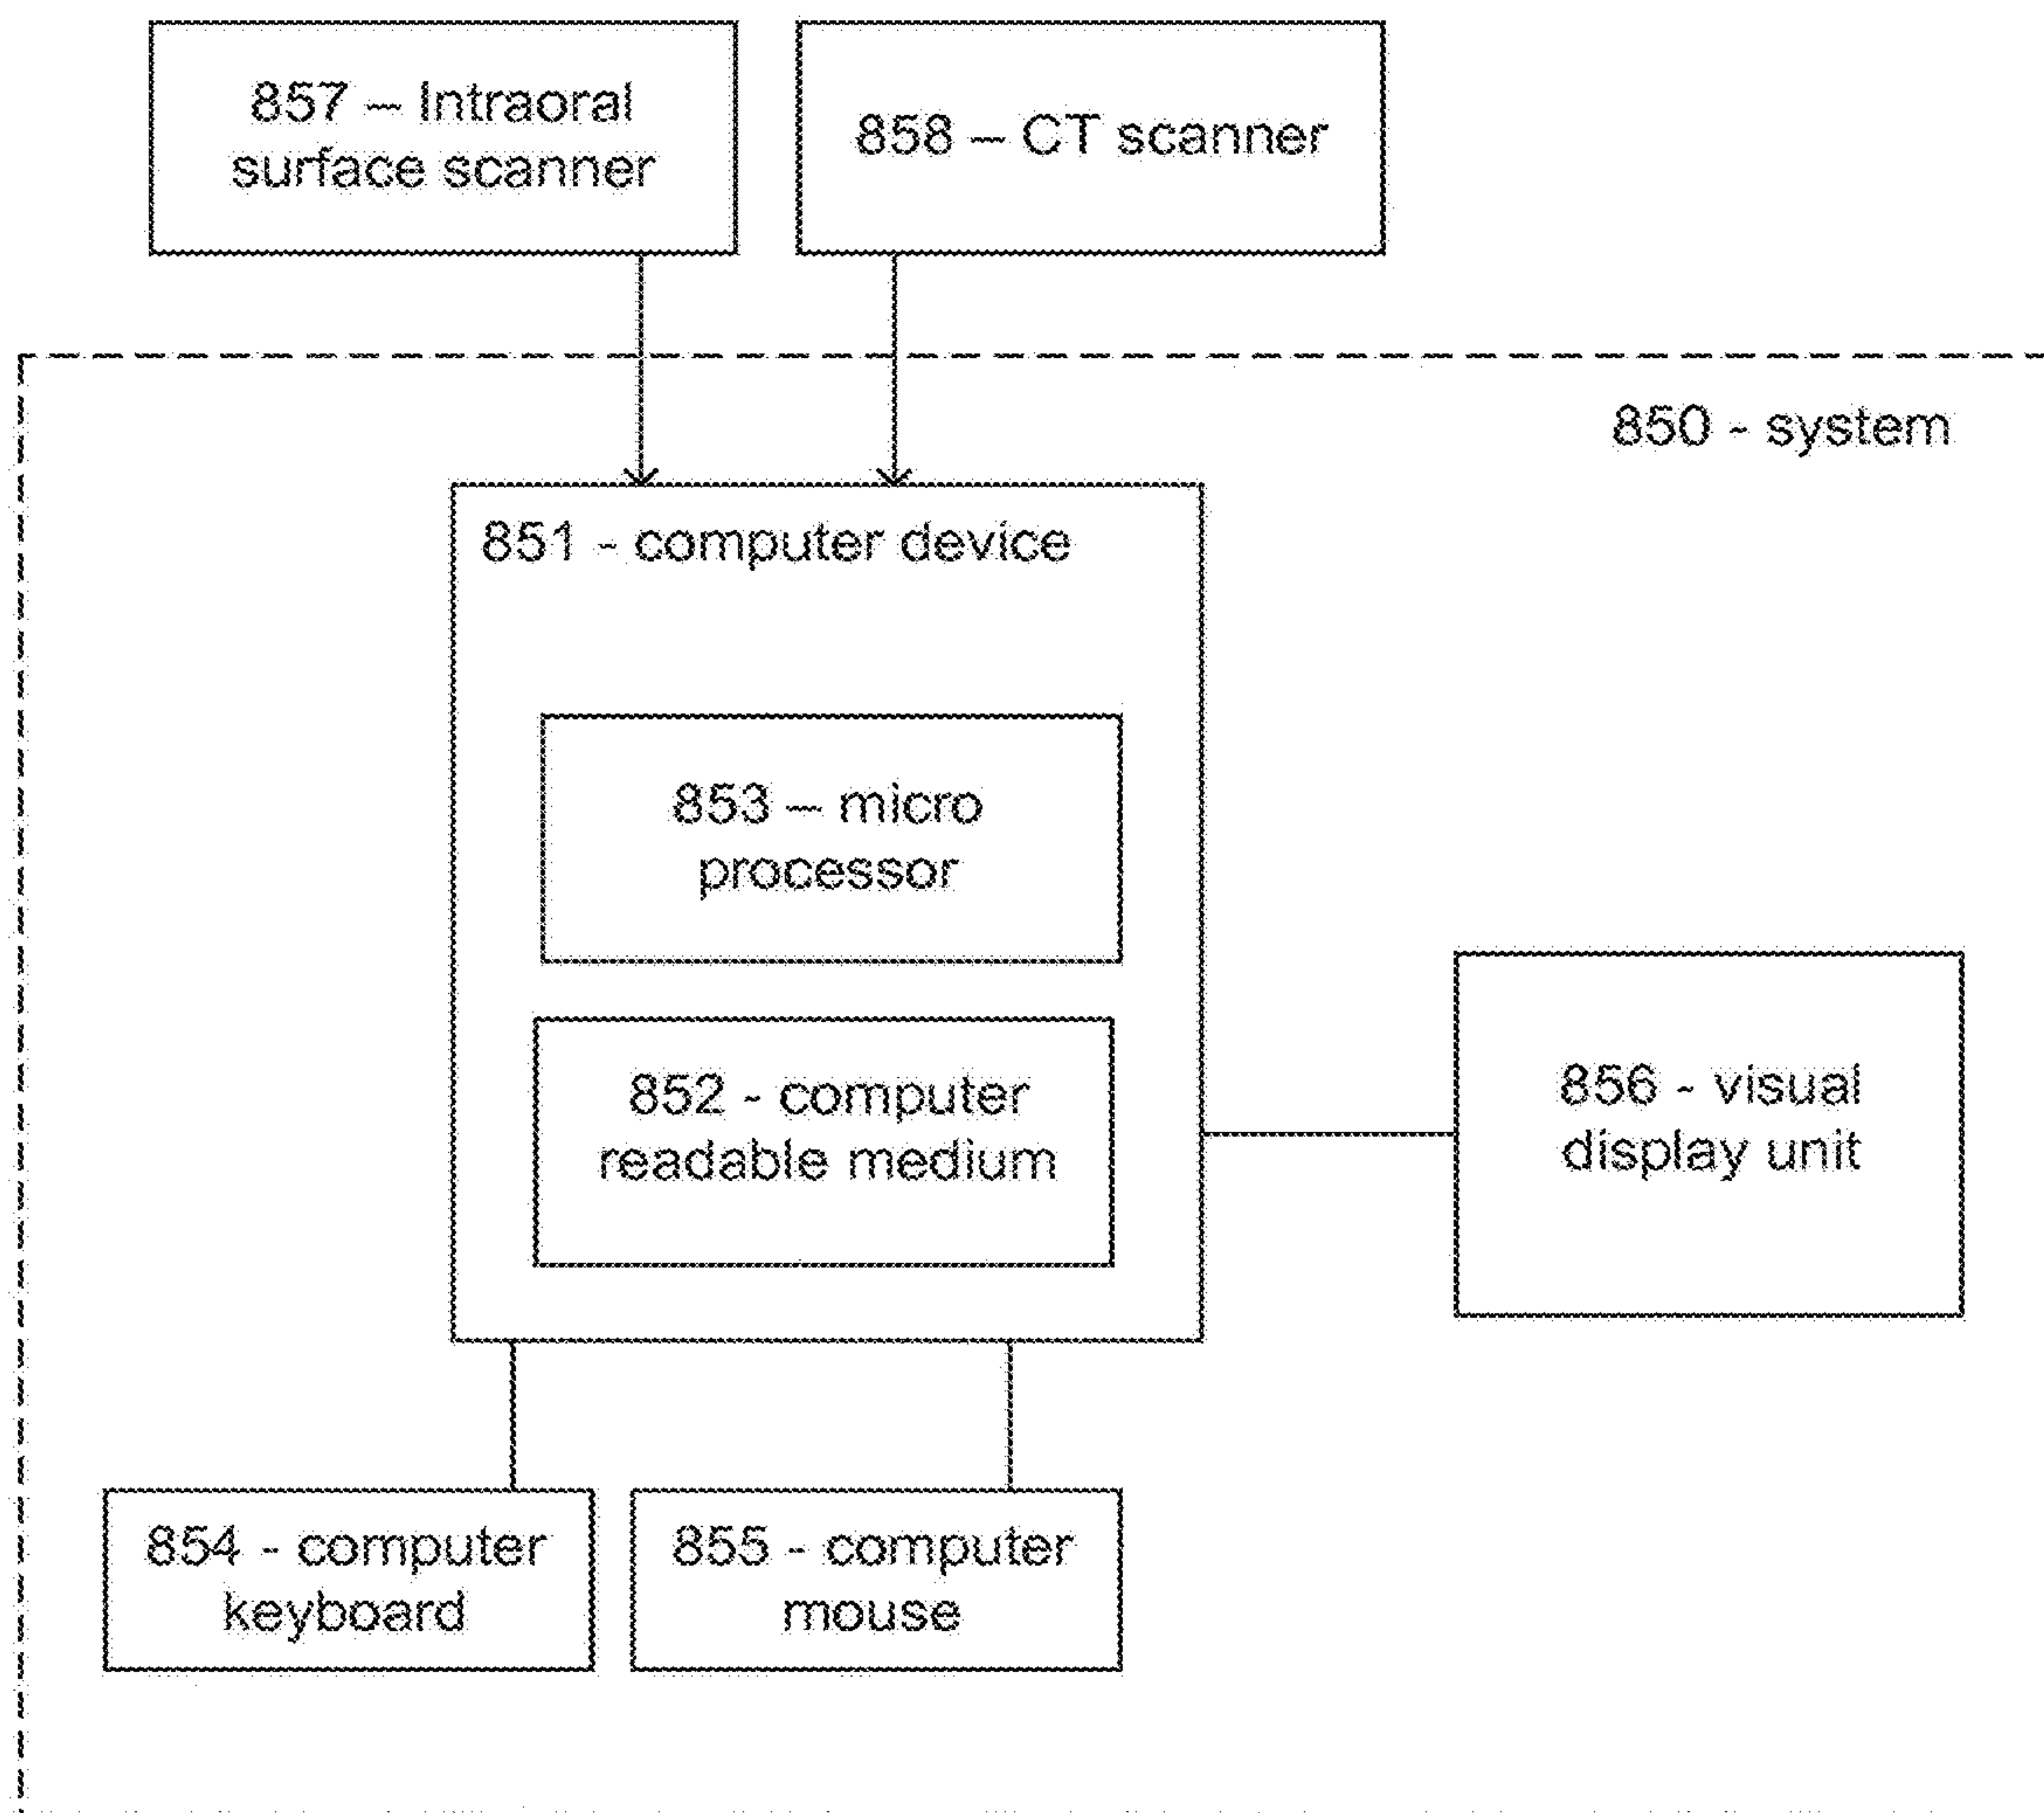 857 – Intraoral
surface scanner
858 – CT scanner
850 - system
851 - computer device
853 – micro
processor
852 - computer
readable medium
856 - visual
display unit
854 - computer
keyboard
855 - computer
mouse